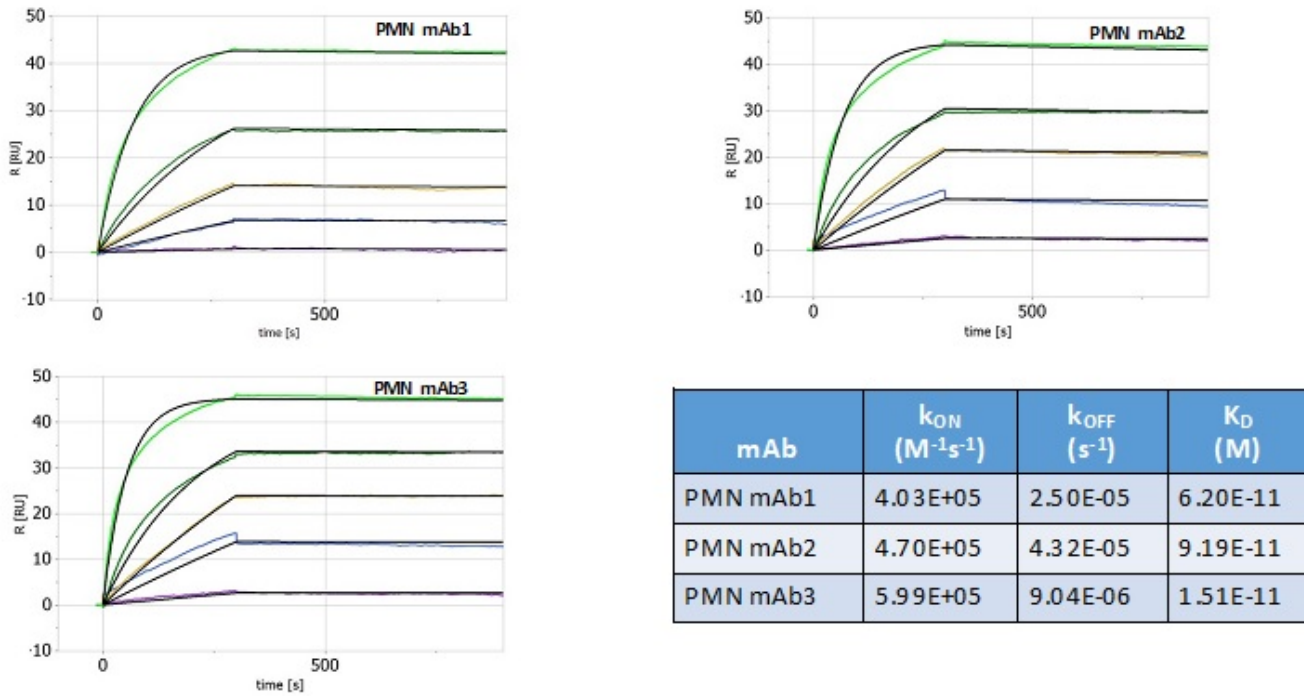 PMN mAb1
50
40
30
20
10
0
-10
R [RU]
0
500
time [s]
PMN mAb2
50
40
30
20
10
0
-10
R [RU]
0
500
time [s]
PMN mAb3
50
40
30
20
10
0
-10
R [RU]
0
500
time [s]
mAb kON (M-1s-1) kOFF (s-1) KD (M)
PMN mAb1 4.03E+05 2.50E-05 6.20E-11
PMN mAb2 4.70E+05 4.32E-05 9.19E-11
PMN mAb3 5.99E+05 9.04E-06 1.51E-11